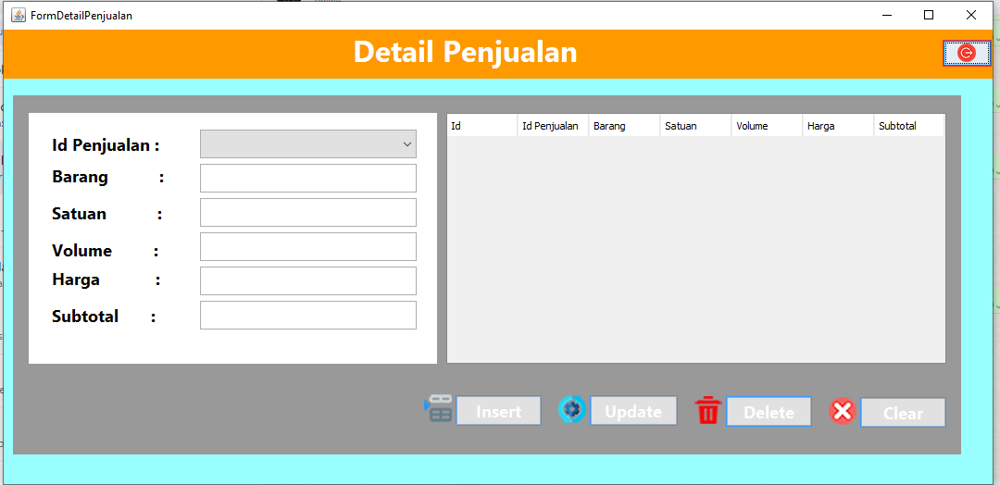 FormDetailPenjualan
Detail Penjualan
Id Penjualan :
Barang :
Satuan :
Volume :
Harga :
Subtotal :
Id Id Penjualan Barang Satuan Volume Harga Subtotal
Insert Update Delete Clear